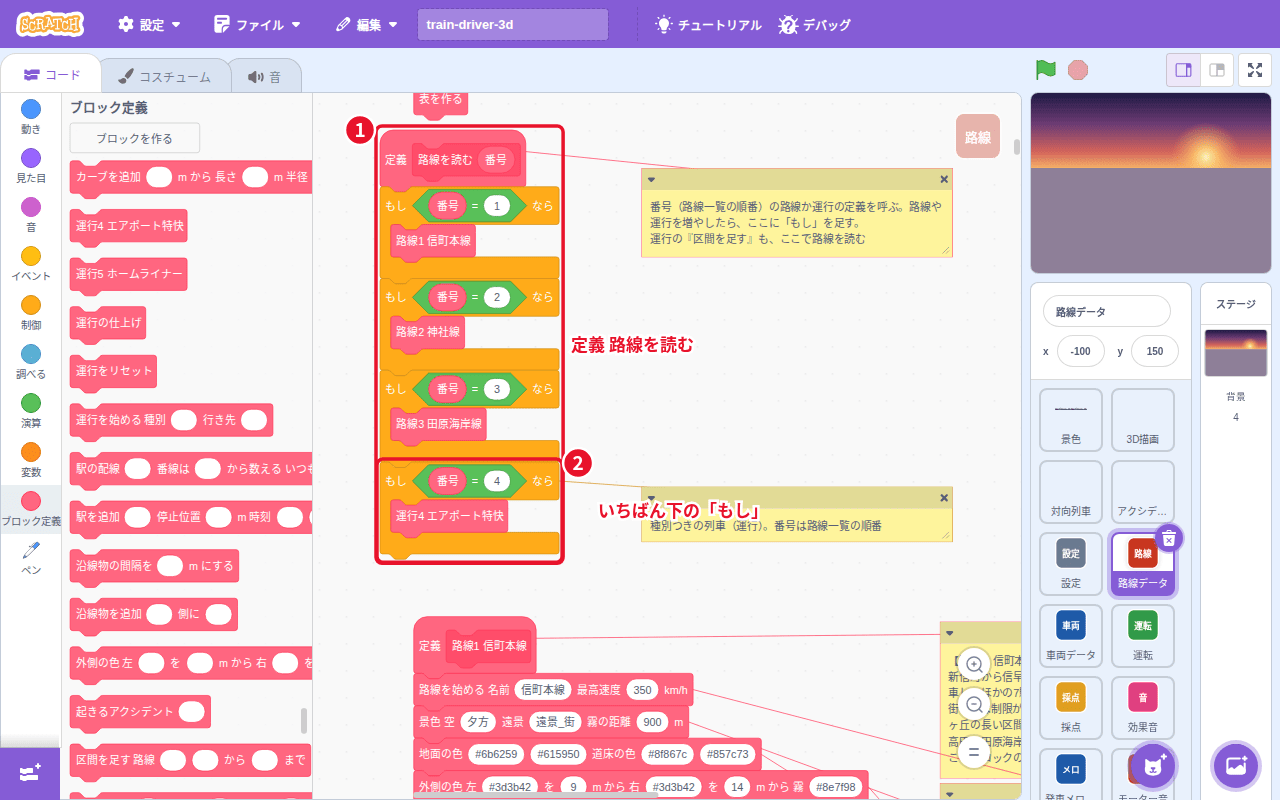 SCRATCH
設定
ファイル
編集
train-driver-3d
チュートリアル
デバッグ
コード
コスチューム
音
動き
見た目
音
イベント
制御
調べる
演算
変数
ブロック定義
ペン
ブロック定義
ブロックを作る
カーブを追加 m から 長さ m 半径
運行4 エアポート特快
運行5 ホームライナー
運行の仕上げ
運行をリセット
運行を始める 種別 行き先
駅の配線 番線は から数える いつも
駅を追加 停止位置 m 時刻
沿線物の間隔を m にする
沿線物を追加 側に
外側の色 左 を m から 右 を
起きるアクシデント
区間を足す 路線 から まで
表を作る
1
定義 路線を読む 番号
もし 番号 = 1 なら
路線1 信町本線
もし 番号 = 2 なら
路線2 神社線
もし 番号 = 3 なら
路線3 田原海岸線
2
もし 番号 = 4 なら
運行4 エアポート特快
定義 路線を読む
いちばん下の「もし」
路線
番号（路線一覧の順番）の路線か運行の定義を呼ぶ。路線や
運行を増やしたら、ここに「もし」を足す。
運行の『区間を足す』も、ここで路線を読む
種別つきの列車（運行）。番号は路線一覧の順番
定義 路線1 信町本線
路線を始める 名前 信町本線 最高速度 350 km/h
景色 空 夕方 遠景 遠景_街 霧の距離 900 m
地面の色 #6b6259 #615950 道床の色 #8f867c #857c73
外側の色 左 #3d3b42 を 9 m から 右 #3d3b42 を 14 m から 霧 #8e7f98
路線データ
x -100 y 150
景色
3D描画
対向列車
アクシデ...
設定
設定
路線
路線データ
車両
車両データ
運転
運転
採点
採点
音
効果音
メロ
発車メロ...
モーター音
ステージ
背景
4